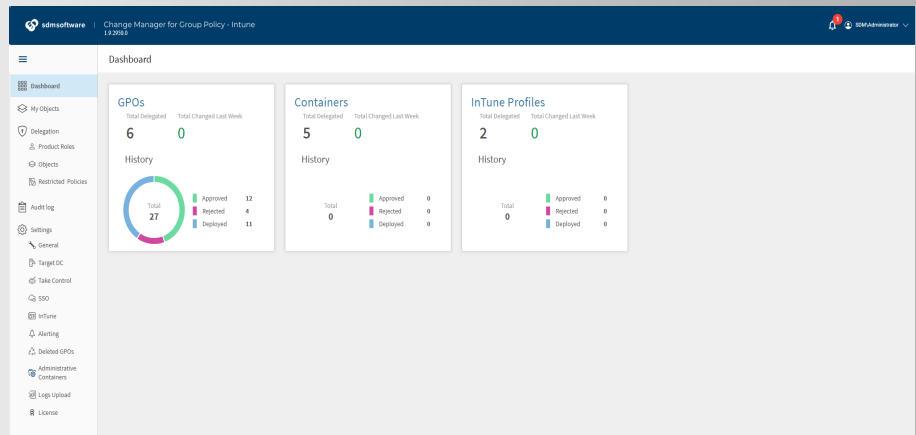 sdmsoftware | Change Manager for Group Policy - Intune
1.9.2950.0
1
SDM\Administrator
Dashboard
Dashboard
My Objects
Delegation
Product Roles
Objects
Restricted Policies
Audit log
Settings
General
Target DC
Take Control
SSO
InTune
Alerting
Deleted GPOs
Administrative
Containers
Logs Upload
License
GPOs
Total Delegated Total Changed Last Week
6 0
History
Total
27
Approved 12
Rejected 4
Deployed 11
Containers
Total Delegated Total Changed Last Week
5 0
History
Total
0
Approved 0
Rejected 0
Deployed 0
InTune Profiles
Total Delegated Total Changed Last Week
2 0
History
Total
0
Approved 0
Rejected 0
Deployed 0